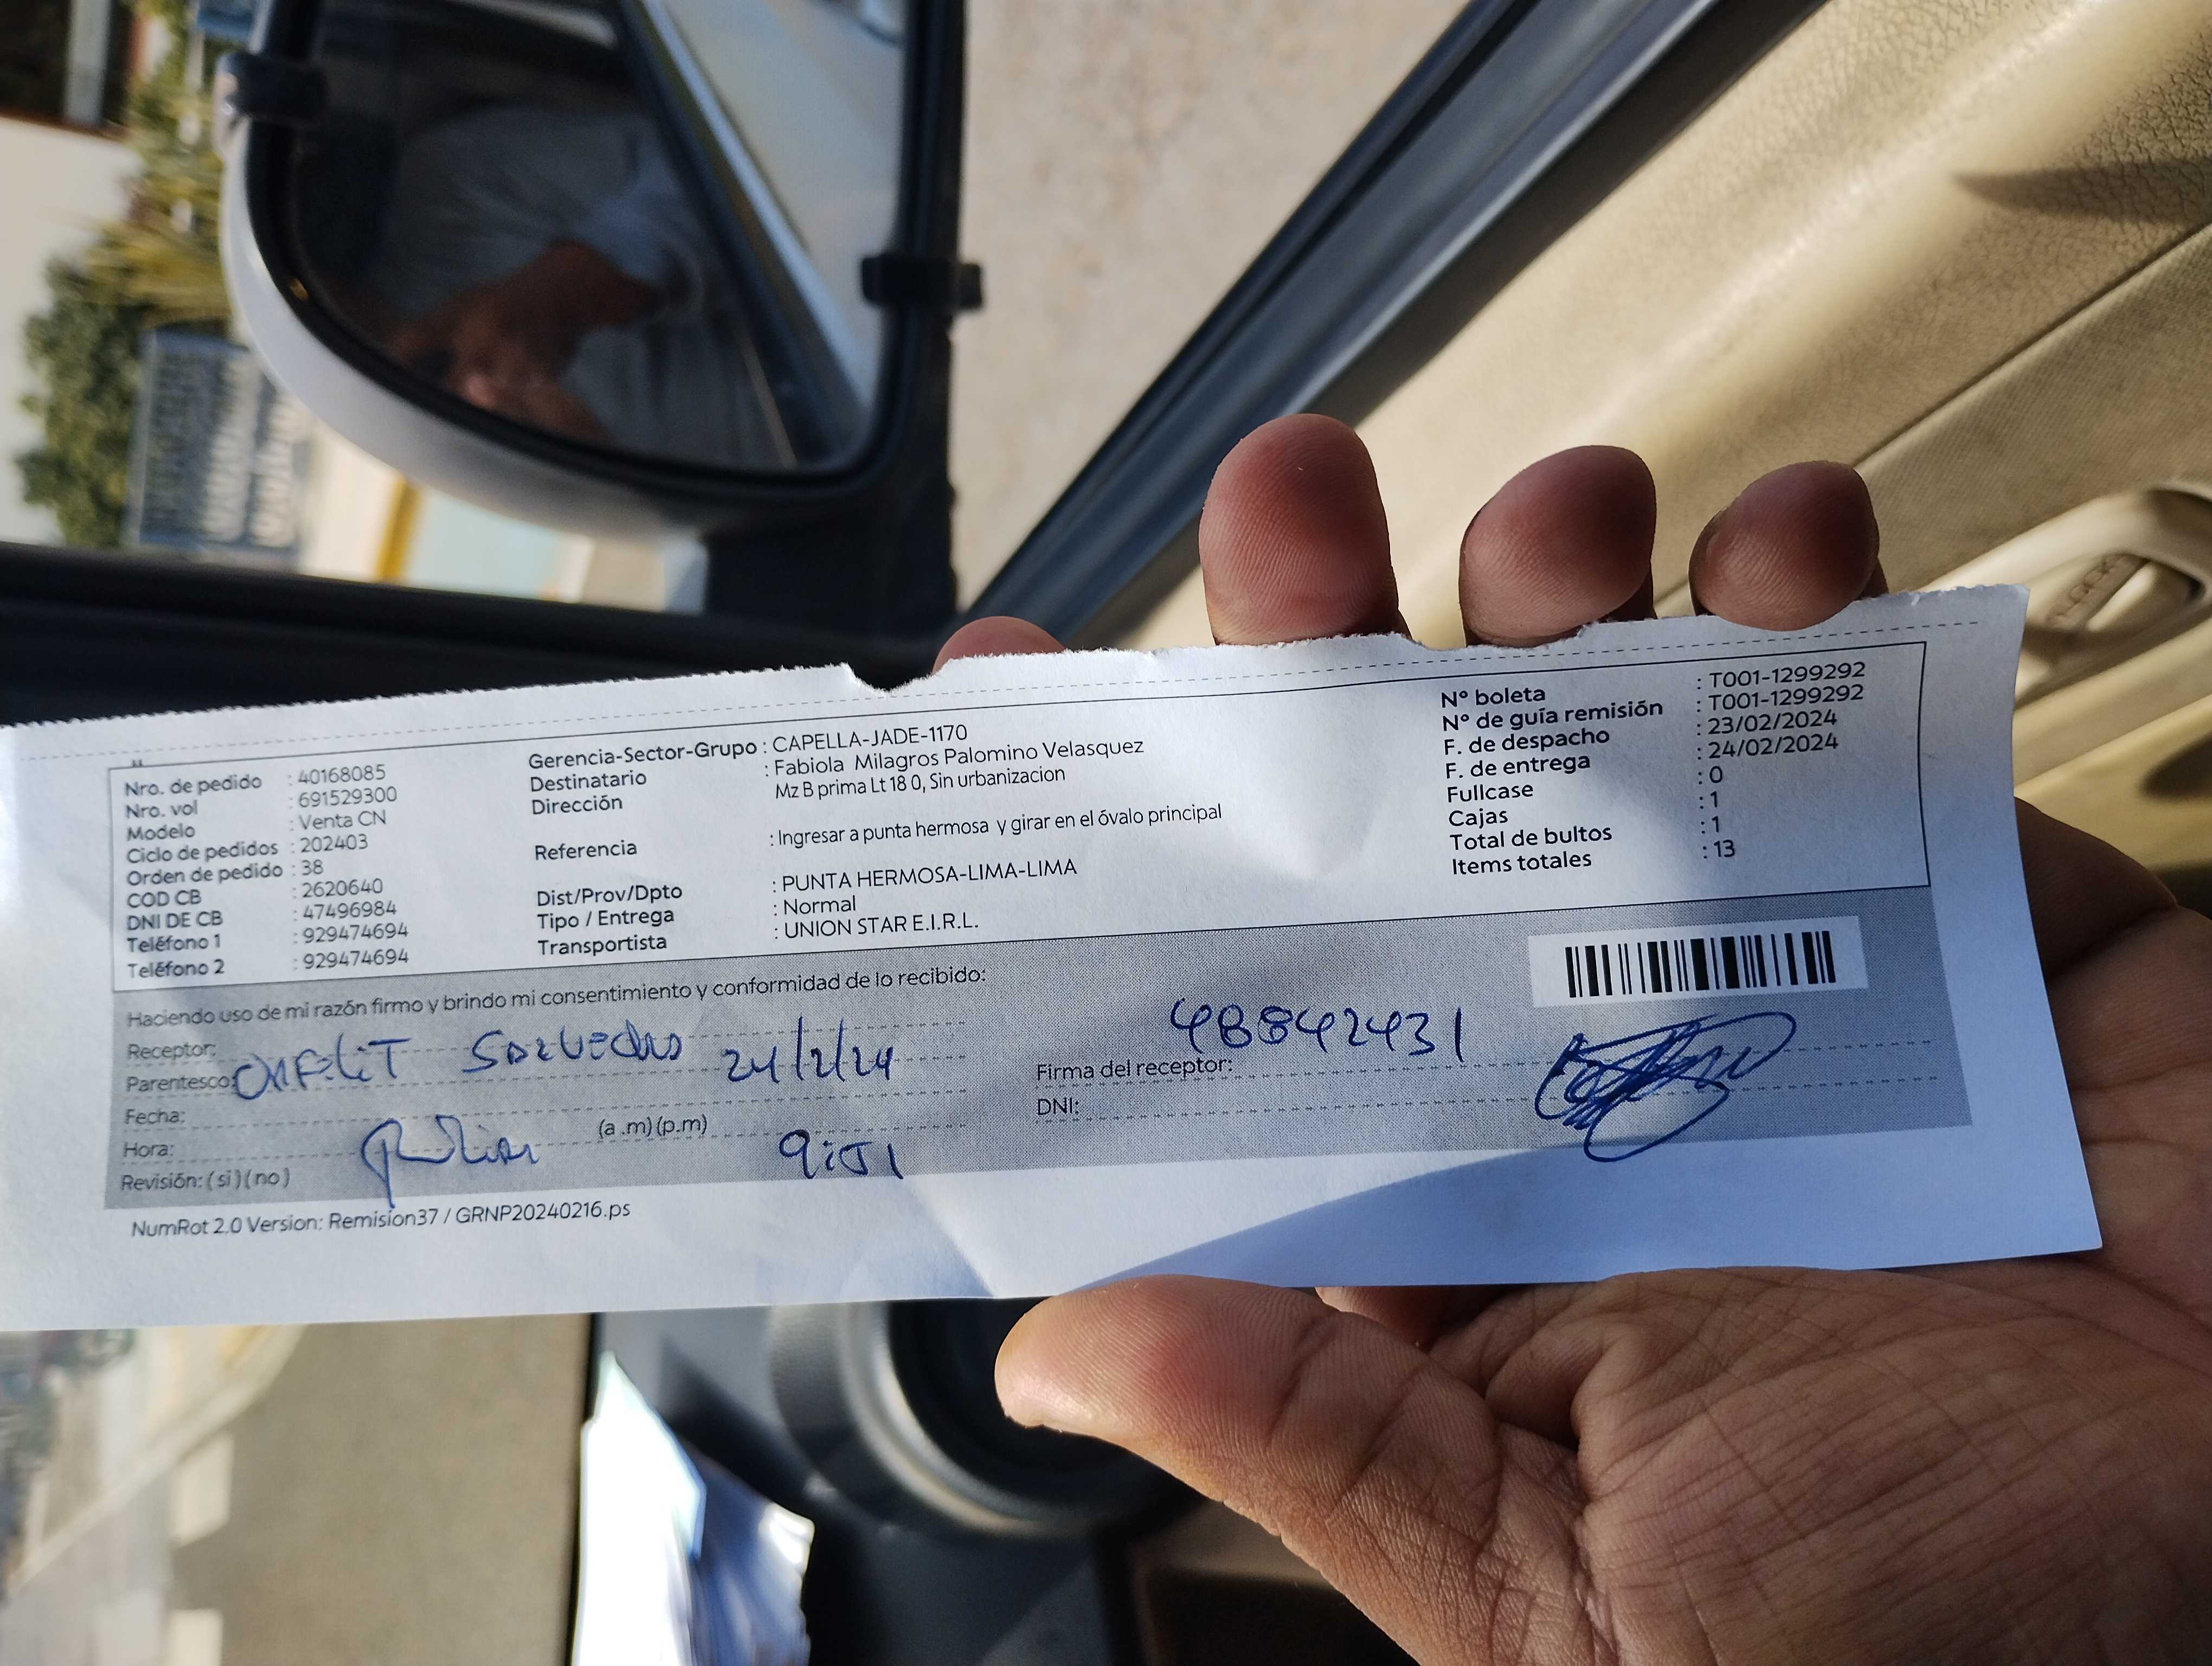 Nro. de pedido : 40168085
Nro. vol : 691529300
Modelo : Venta CN
Ciclo de pedidos : 202403
Orden de pedido : 38
COD CB : 2620640
DNI DE CB : 47496984
Teléfono 1 : 929474694
Teléfono 2 : 929474694
Gerencia-Sector-Grupo : CAPELLA-JADE-1170
Destinatario : Fabiola Milagros Palomino Velasquez
Dirección Mz B prima Lt 18 0, Sin urbanizacion
Referencia : Ingresar a punta hermosa y girar en el óvalo principal
Dist/Prov/Dpto : PUNTA HERMOSA-LIMA-LIMA
Tipo / Entrega : Normal
Transportista : UNION STAR E.I.R.L.
N° boleta : T001-1299292
N° de guía remisión : T001-1299292
F. de despacho : 23/02/2024
F. de entrega : 24/02/2024
Fullcase : 0
Cajas : 1
Total de bultos : 1
Items totales : 13
Haciendo uso de mi razón firmo y brindo mi consentimiento y conformidad de lo recibido:
Receptor:
Parentesco: 24/2/24
Fecha:
Hora: (a .m) (p.m)
Revisión: ( si ) ( no )
48842431
Firma del receptor:
DNI:
NumRot 2.0 Version: Remision37 / GRNP20240216.ps